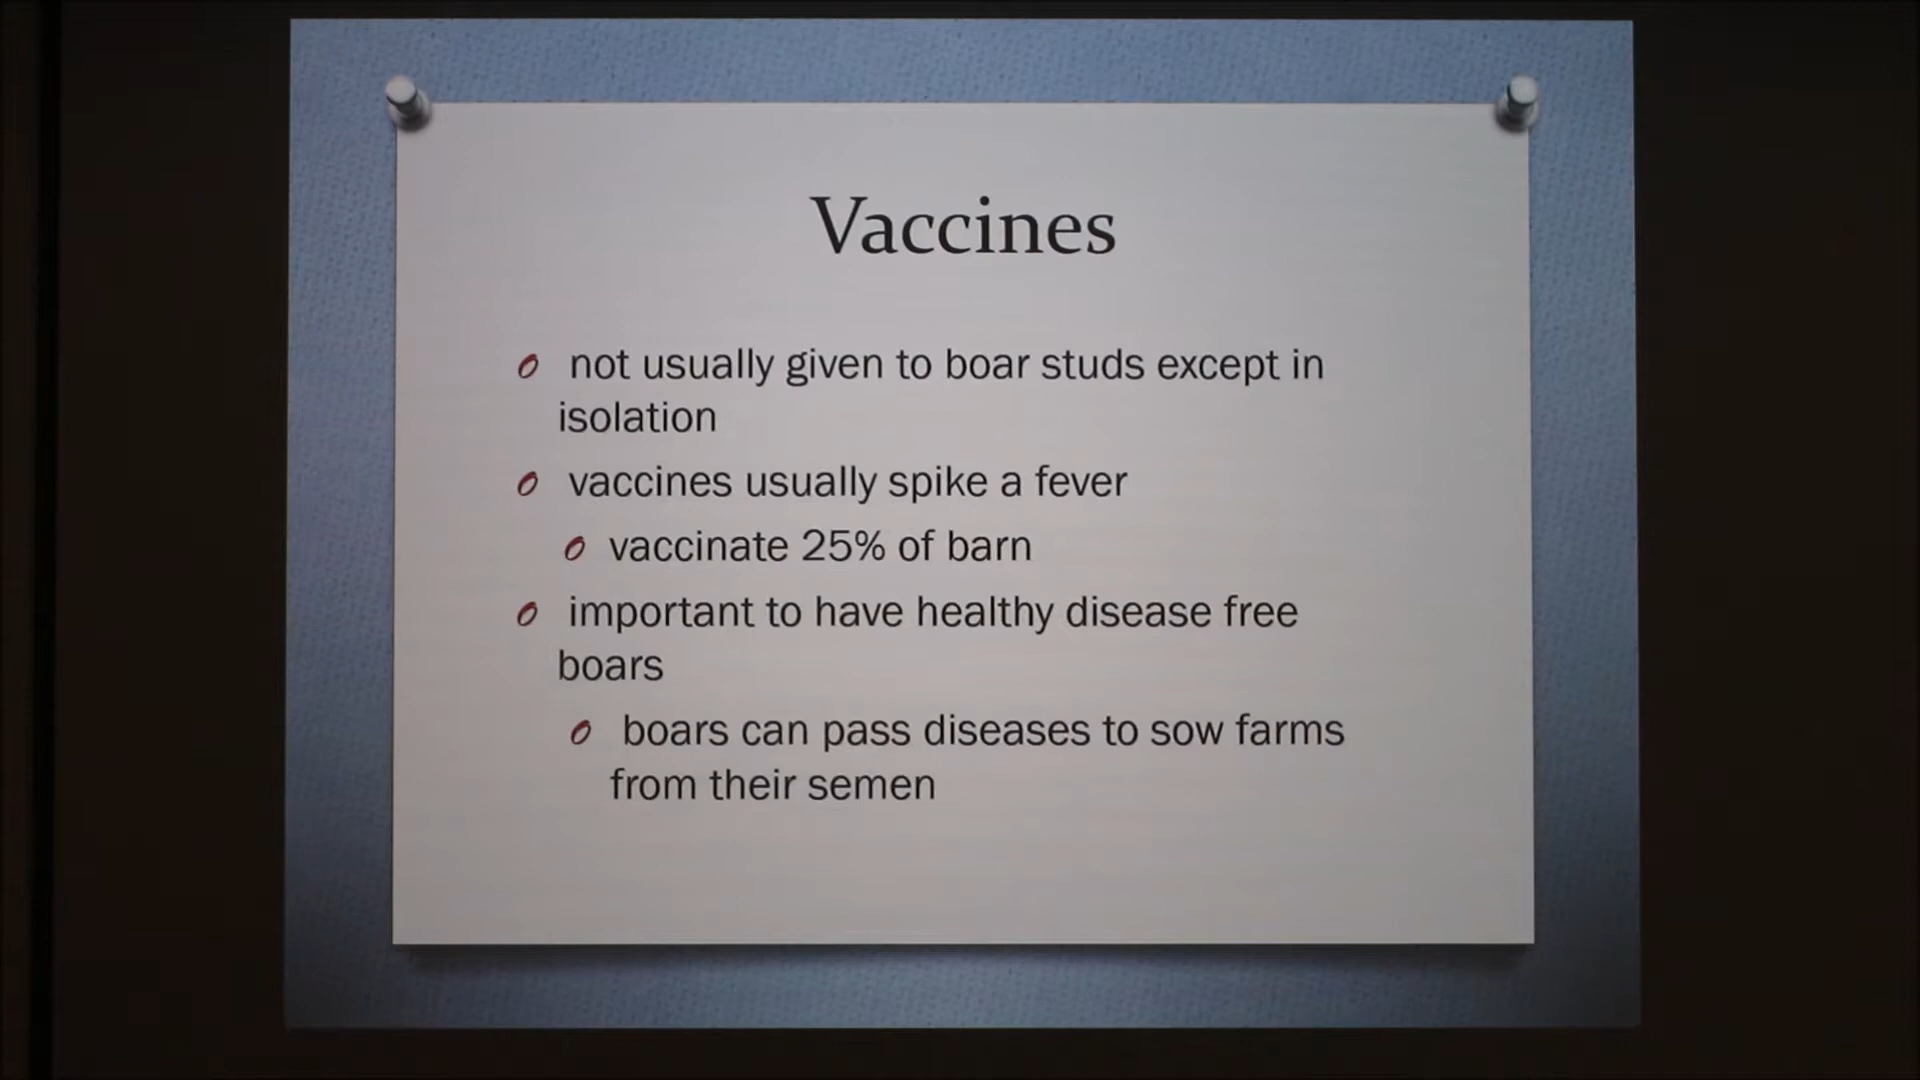 Vaccines
not usually given to boar studs except in
isolation
vaccines usually spike a fever
vaccinate 25% of barn
important to have healthy disease free
boars
boars can pass diseases to sow farms
from their semen